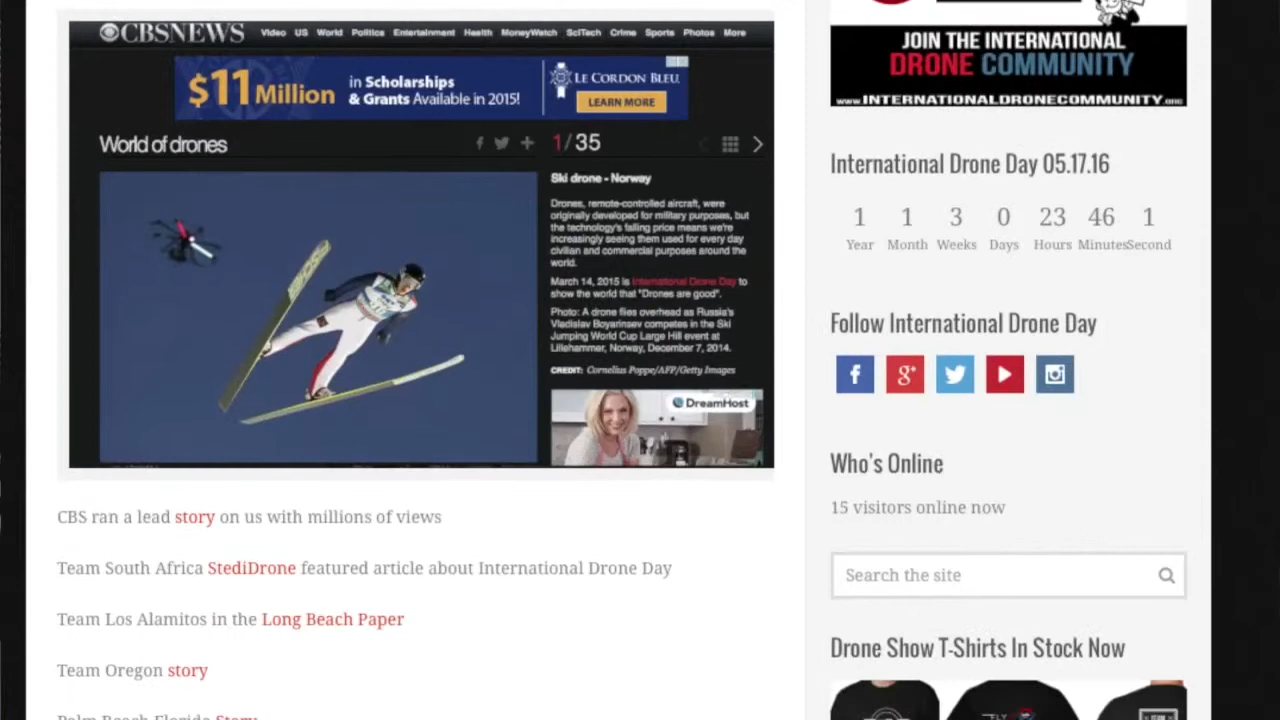 CBSNEWS Video US World Politics Entertainment Health MoneyWatch SciTech Crime Sports Photos More
$11 Million in Scholarships & Grants Available in 2015!
LE CORDON BLEU
LEARN MORE
World of drones
1/35
Ski drone - Norway
Drones, remote-controlled aircraft, were
originally developed for military purposes, but
the technology's falling price means we're
increasingly seeing them used for every day
civilian and commercial purposes around the
world.
March 14, 2015 is International Drone Day to
show the world that "Drones are good".
Photo: A drone flies overhead as Russia's
Vladislav Boyarinsev competes in the Ski
Jumping World Cup Large Hill event at
Lillehammer, Norway, December 7, 2014.
CREDIT: Cornelius Poppe/AFP/Getty Images
DreamHost
CBS ran a lead story on us with millions of views
Team South Africa StediDrone featured article about International Drone Day
Team Los Alamitos in the Long Beach Paper
Team Oregon story
Palm Beach Florida Story
JOIN THE INTERNATIONAL
DRONE COMMUNITY
www.INTERNATIONALDRONECOMMUNITY.org
International Drone Day 05.17.16
1 1 3 0 23 46 1
Year Month Weeks Days Hours Minutes Second
Follow International Drone Day
Who's Online
15 visitors online now
Search the site
Drone Show T-Shirts In Stock Now